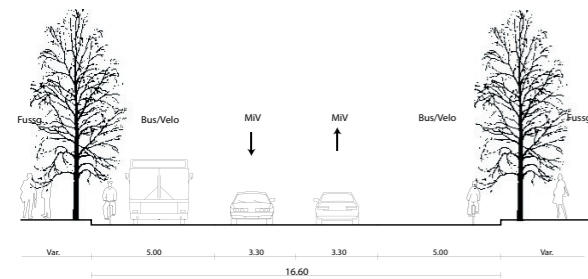 Fussg Bus/Velo MiV MiV Bus/Velo Fussg
Var. 5.00 3.30 3.30 5.00 Var.
16.60